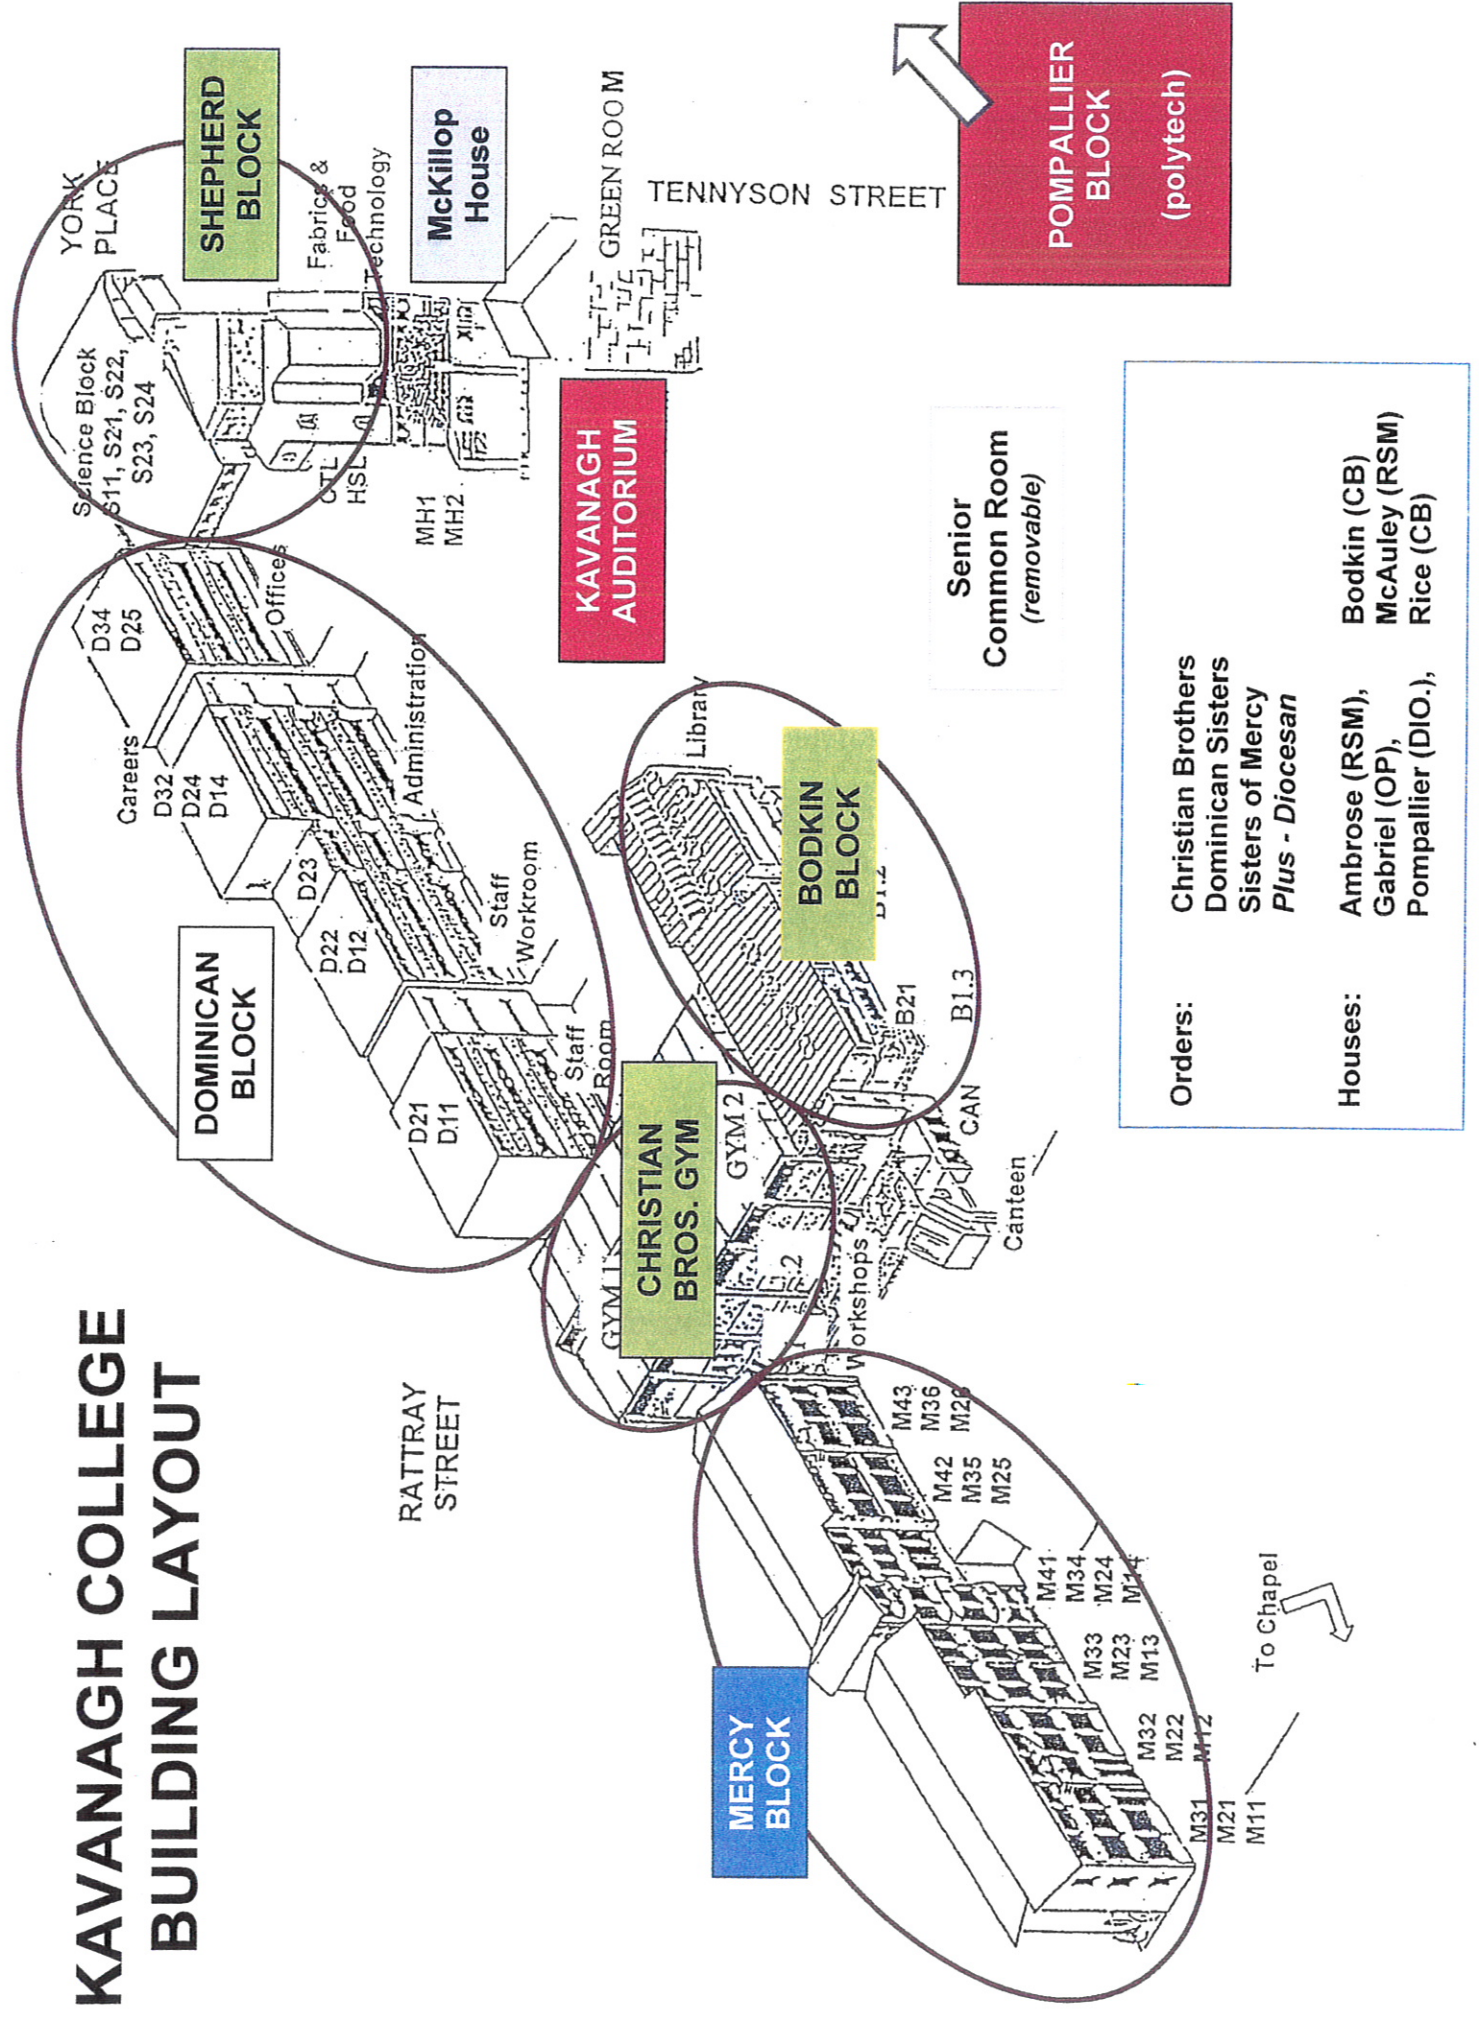 KAVANAGH COLLEGE
BUILDING LAYOUT
YORK
PLACE
SHEPHERD
BLOCK
Science Block
S11, S21, S22,
S23, S24
Fabrics &
Food
Technology
CTL
HSL
McKillop
House
MH1
MH2
GREEN ROOM
TENNYSON STREET
POMPALLIER
BLOCK
(polytech)
KAVANAGH
AUDITORIUM
Senior
Common Room
(removable)
DOMINICAN
BLOCK
D34
D25
Offices
Careers
D32
D24
D14
Administration
D23
D22
D12
Staff
Workroom
D21
D11
Staff
Room
RATTRAY
STREET
CHRISTIAN
BROS. GYM
GYM 1
GYM 2
Library
BODKIN
BLOCK
B1.2
B21
B1.3
CAN
Canteen
Workshops
MERCY
BLOCK
M43
M36
M26
M42
M35
M25
M41
M34
M24
M14
M33
M23
M13
M32
M22
M12
M31
M21
M11
To Chapel
Orders: Christian Brothers
Dominican Sisters
Sisters of Mercy
Plus - Diocesan
Houses: Ambrose (RSM), Bodkin (CB)
Gabriel (OP), McAuley (RSM)
Pompallier (DIO.), Rice (CB)